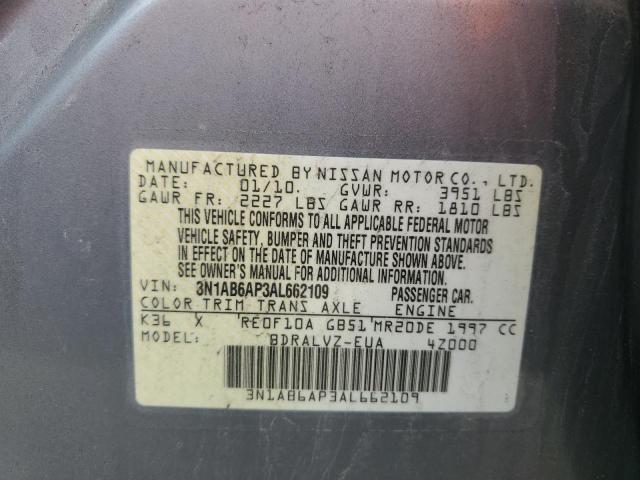 MANUFACTURED BY NISSAN MOTOR CO., LTD.
DATE: 01/10. GVWR: 3951 LBS
GAWR FR: 2227 LBS GAWR RR: 1810 LBS
THIS VEHICLE CONFORMS TO ALL APPLICABLE FEDERAL MOTOR
VEHICLE SAFETY, BUMPER AND THEFT PREVENTION STANDARDS
IN EFFECT ON THE DATE OF MANUFACTURE SHOWN ABOVE.
SEE OWNER'S MANUAL FOR ADDITIONAL INFORMATION.
VIN: 3N1AB6AP3AL662109 PASSENGER CAR.
COLOR TRIM TRANS AXLE ENGINE
K36 X RE0F10A GB51 MR20DE 1997 CC
MODEL: BDRALVZ-EUA 4Z000
3N1AB6AP3AL662109